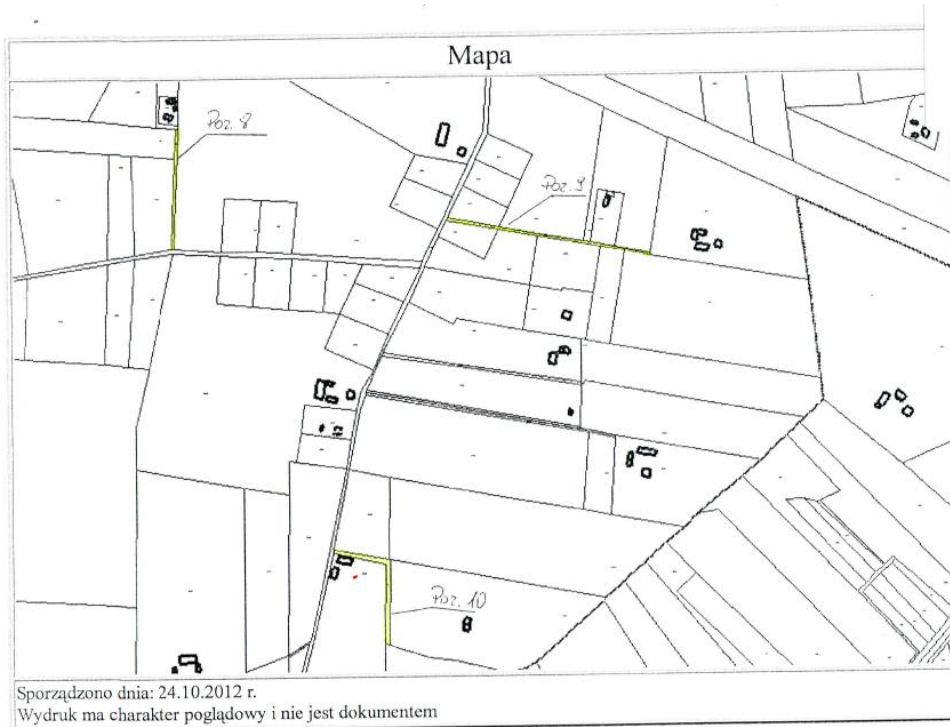 Mapa
Poz. 8
Poz. 9
Poz. 10
Sporządzono dnia: 24.10.2012 r.
Wydruk ma charakter poglądowy i nie jest dokumentem